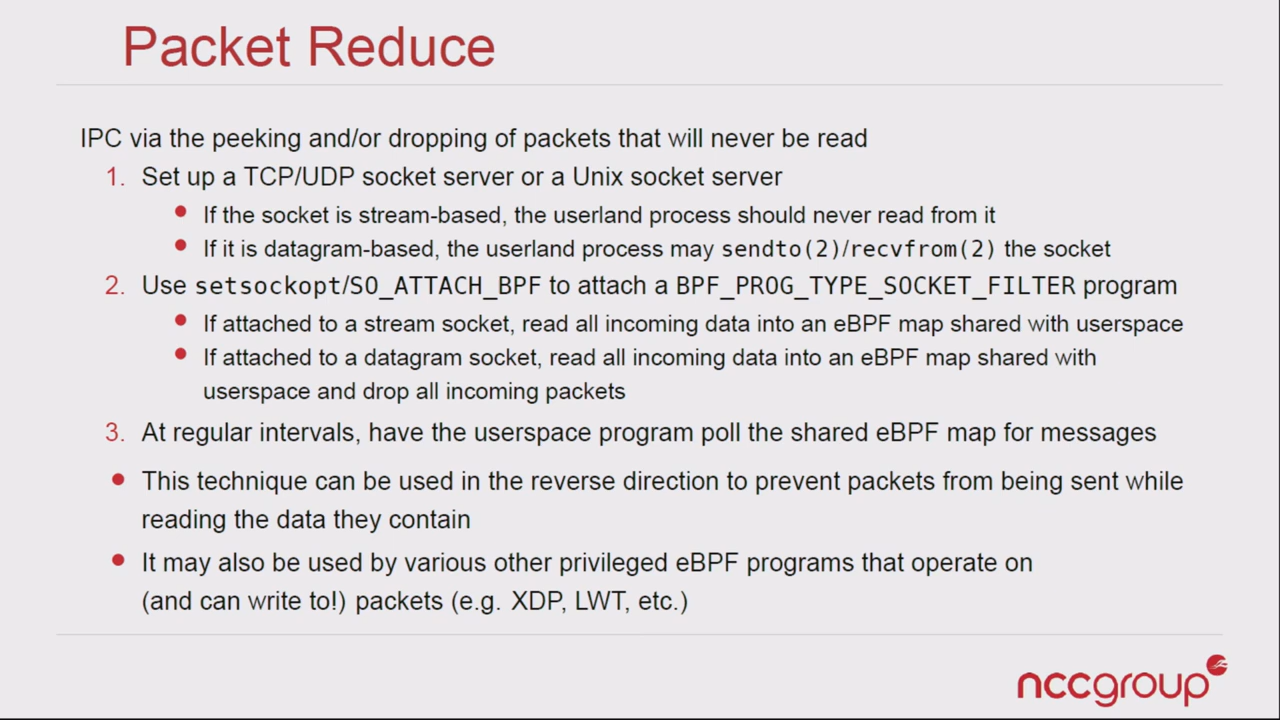 Packet Reduce
IPC via the peeking and/or dropping of packets that will never be read
1. Set up a TCP/UDP socket server or a Unix socket server
• If the socket is stream-based, the userland process should never read from it
• If it is datagram-based, the userland process may sendto(2)/recvfrom(2) the socket
2. Use setsockopt/SO_ATTACH_BPF to attach a BPF_PROG_TYPE_SOCKET_FILTER program
• If attached to a stream socket, read all incoming data into an eBPF map shared with userspace
• If attached to a datagram socket, read all incoming data into an eBPF map shared with
userspace and drop all incoming packets
3. At regular intervals, have the userspace program poll the shared eBPF map for messages
• This technique can be used in the reverse direction to prevent packets from being sent while
reading the data they contain
• It may also be used by various other privileged eBPF programs that operate on
(and can write to!) packets (e.g. XDP, LWT, etc.)
nccgroup